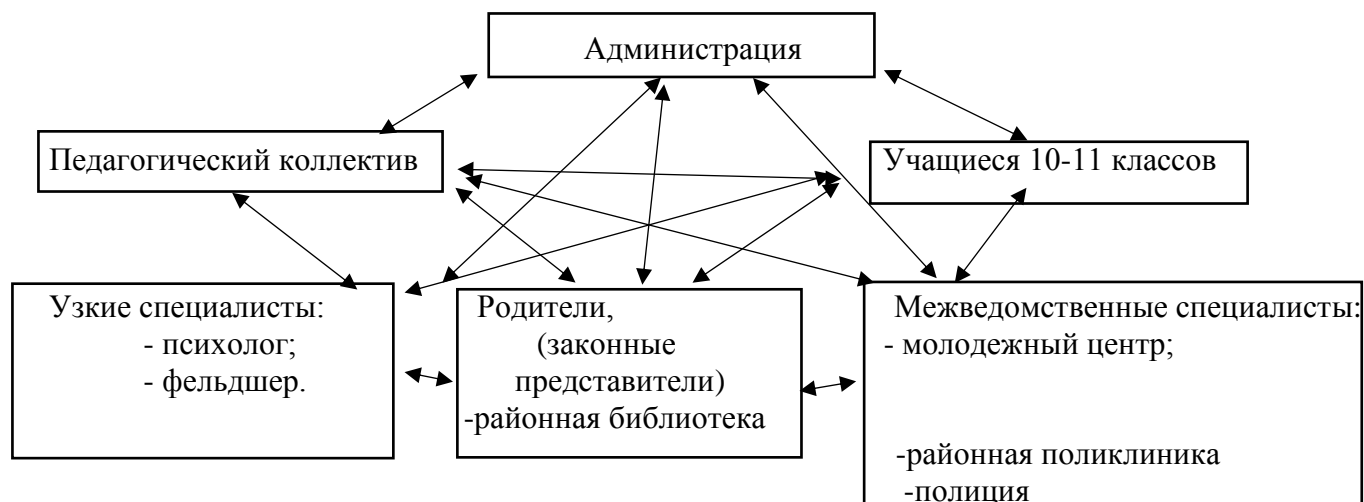 Администрация
Педагогический коллектив
Учащиеся 10-11 классов
Узкие специалисты:
- психолог;
- фельдшер.
Родители,
(законные
представители)
-районная библиотека
Межведомственные специалисты:
- молодежный центр;
-районная поликлиника
-полиция